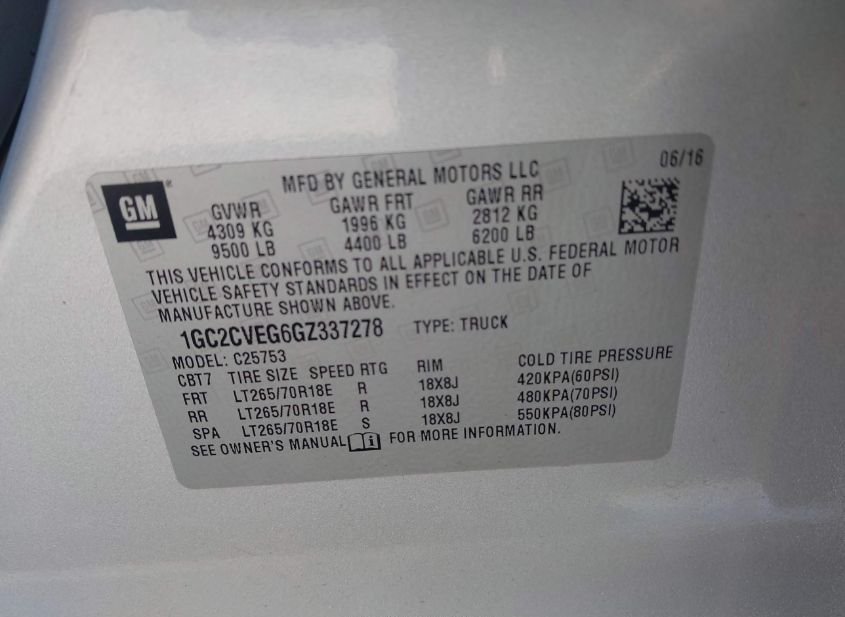 06/16
GM
®
MFD BY GENERAL MOTORS LLC
GVWR GAWR FRT GAWR RR
4309 KG 1996 KG 2812 KG
9500 LB 4400 LB 6200 LB
THIS VEHICLE CONFORMS TO ALL APPLICABLE U.S. FEDERAL MOTOR
VEHICLE SAFETY STANDARDS IN EFFECT ON THE DATE OF
MANUFACTURE SHOWN ABOVE.
1GC2CVEG6GZ337278 TYPE: TRUCK
MODEL: C25753
CBT7 TIRE SIZE SPEED RTG RIM COLD TIRE PRESSURE
FRT LT265/70R18E R 18X8J 420KPA(60PSI)
RR LT265/70R18E R 18X8J 480KPA(70PSI)
SPA LT265/70R18E S 18X8J 550KPA(80PSI)
SEE OWNER'S MANUAL i FOR MORE INFORMATION.